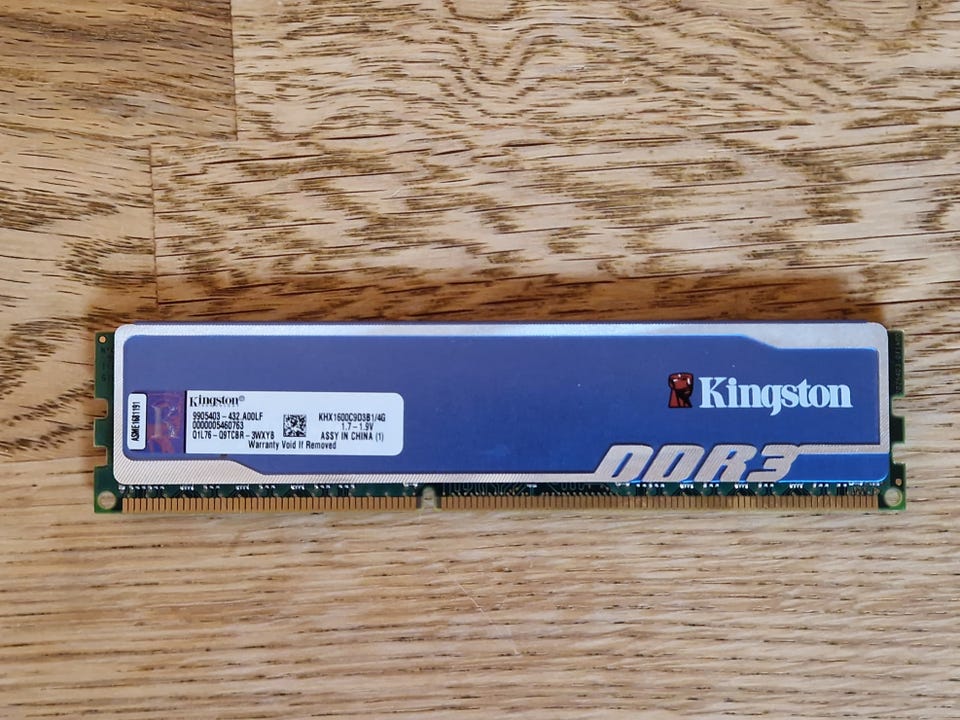 Kingston
DDR3
ASME1681191
Kingston®
9905403-432.A00LF
0000005460763
Q1L76-Q9TCBR-3WXYB
Warranty Void If Removed
KHX1600C9D3B1/4G
1.7-1.9V
ASSY IN CHINA (1)